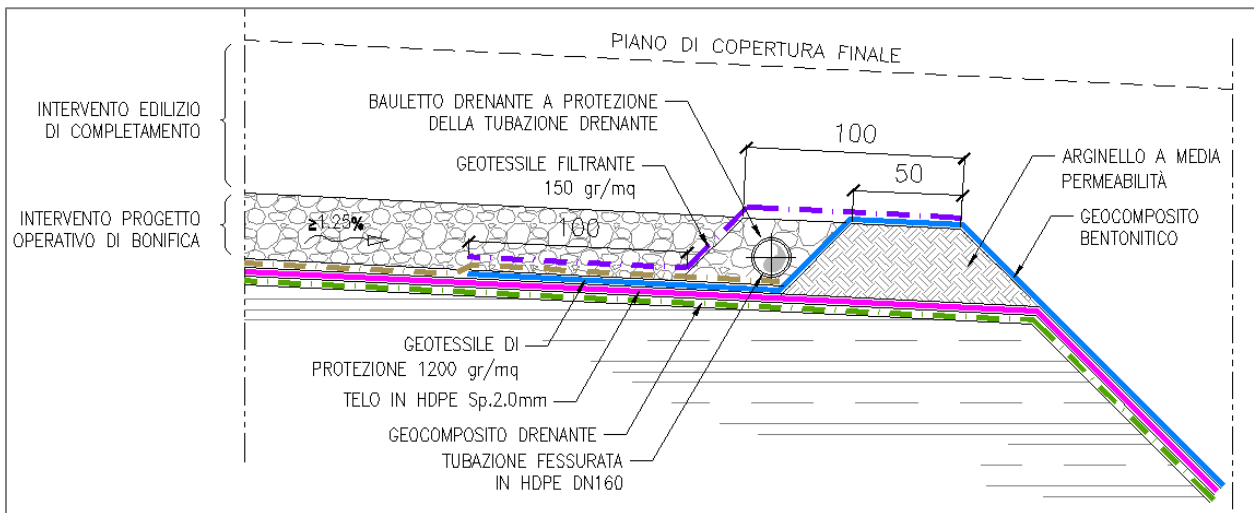 PIANO DI COPERTURA FINALE
INTERVENTO EDILIZIO
DI COMPLETAMENTO
BAULETTO DRENANTE A PROTEZIONE
DELLA TUBAZIONE DRENANTE
GEOTESSILE FILTRANTE
150 gr/mq
100
50
ARGINELLO A MEDIA
PERMEABILITÀ
GEOCOMPOSITO
BENTONITICO
INTERVENTO PROGETTO
OPERATIVO DI BONIFICA
≥1.25%
100
GEOTESSILE DI
PROTEZIONE 1200 gr/mq
TELO IN HDPE Sp.2.0mm
GEOCOMPOSITO DRENANTE
TUBAZIONE FESSURATA
IN HDPE DN160